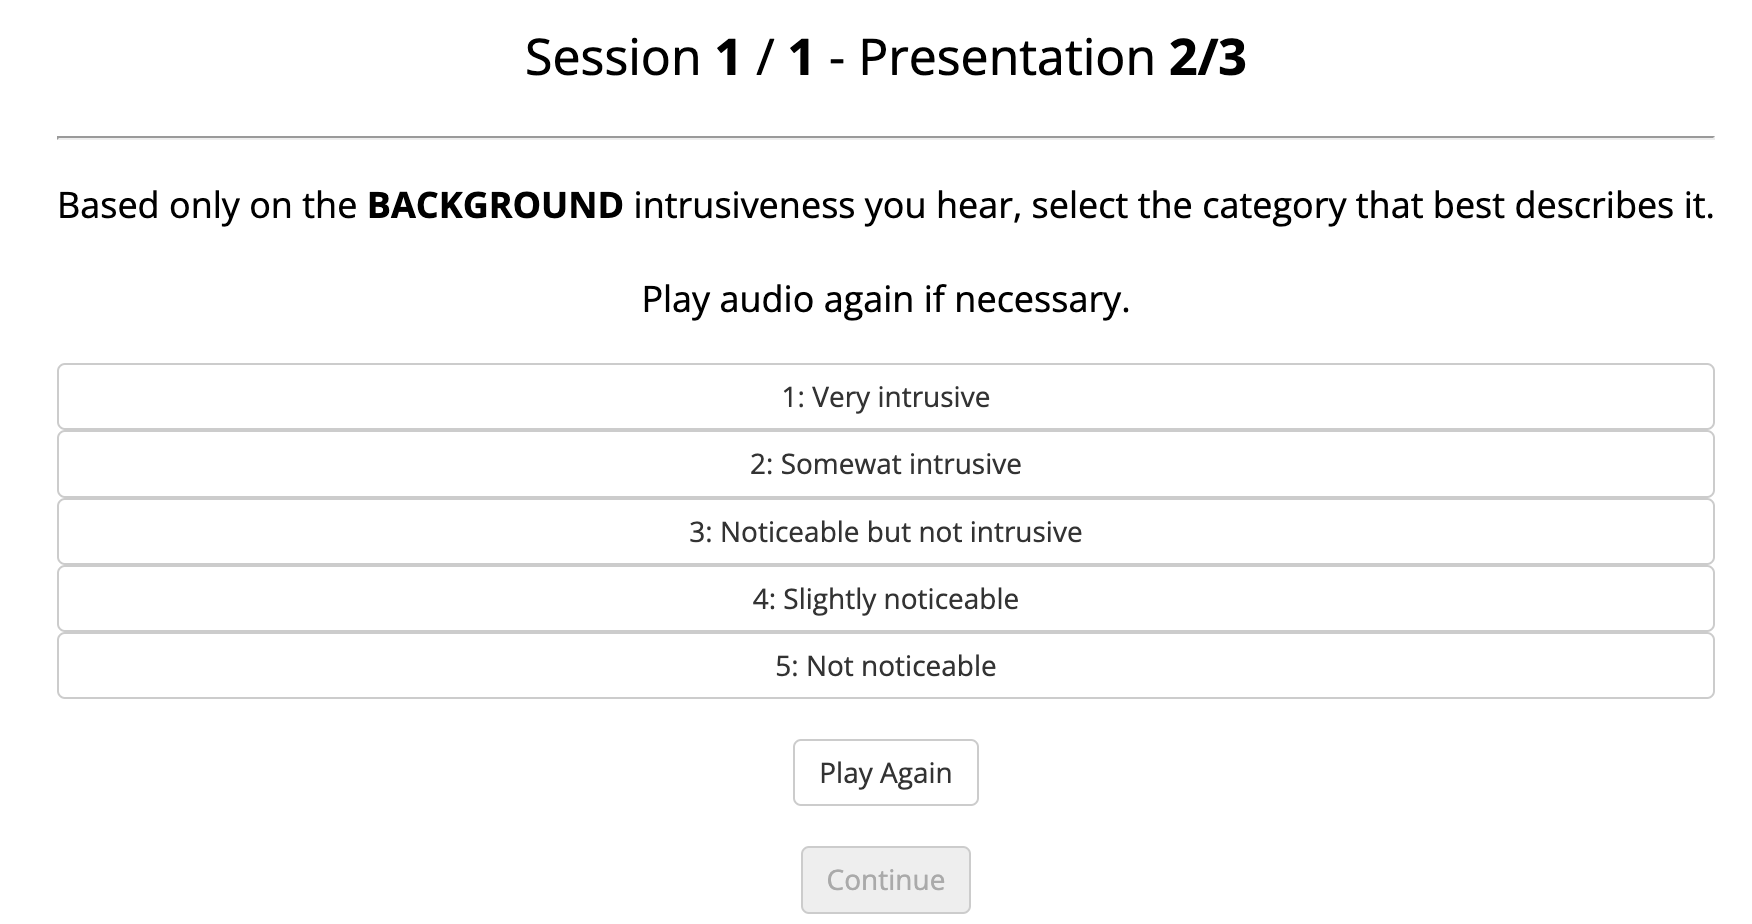 Session 1 / 1 - Presentation 2/3
Based only on the BACKGROUND intrusiveness you hear, select the category that best describes it.
Play audio again if necessary.
1: Very intrusive
2: Somewat intrusive
3: Noticeable but not intrusive
4: Slightly noticeable
5: Not noticeable
Play Again
Continue